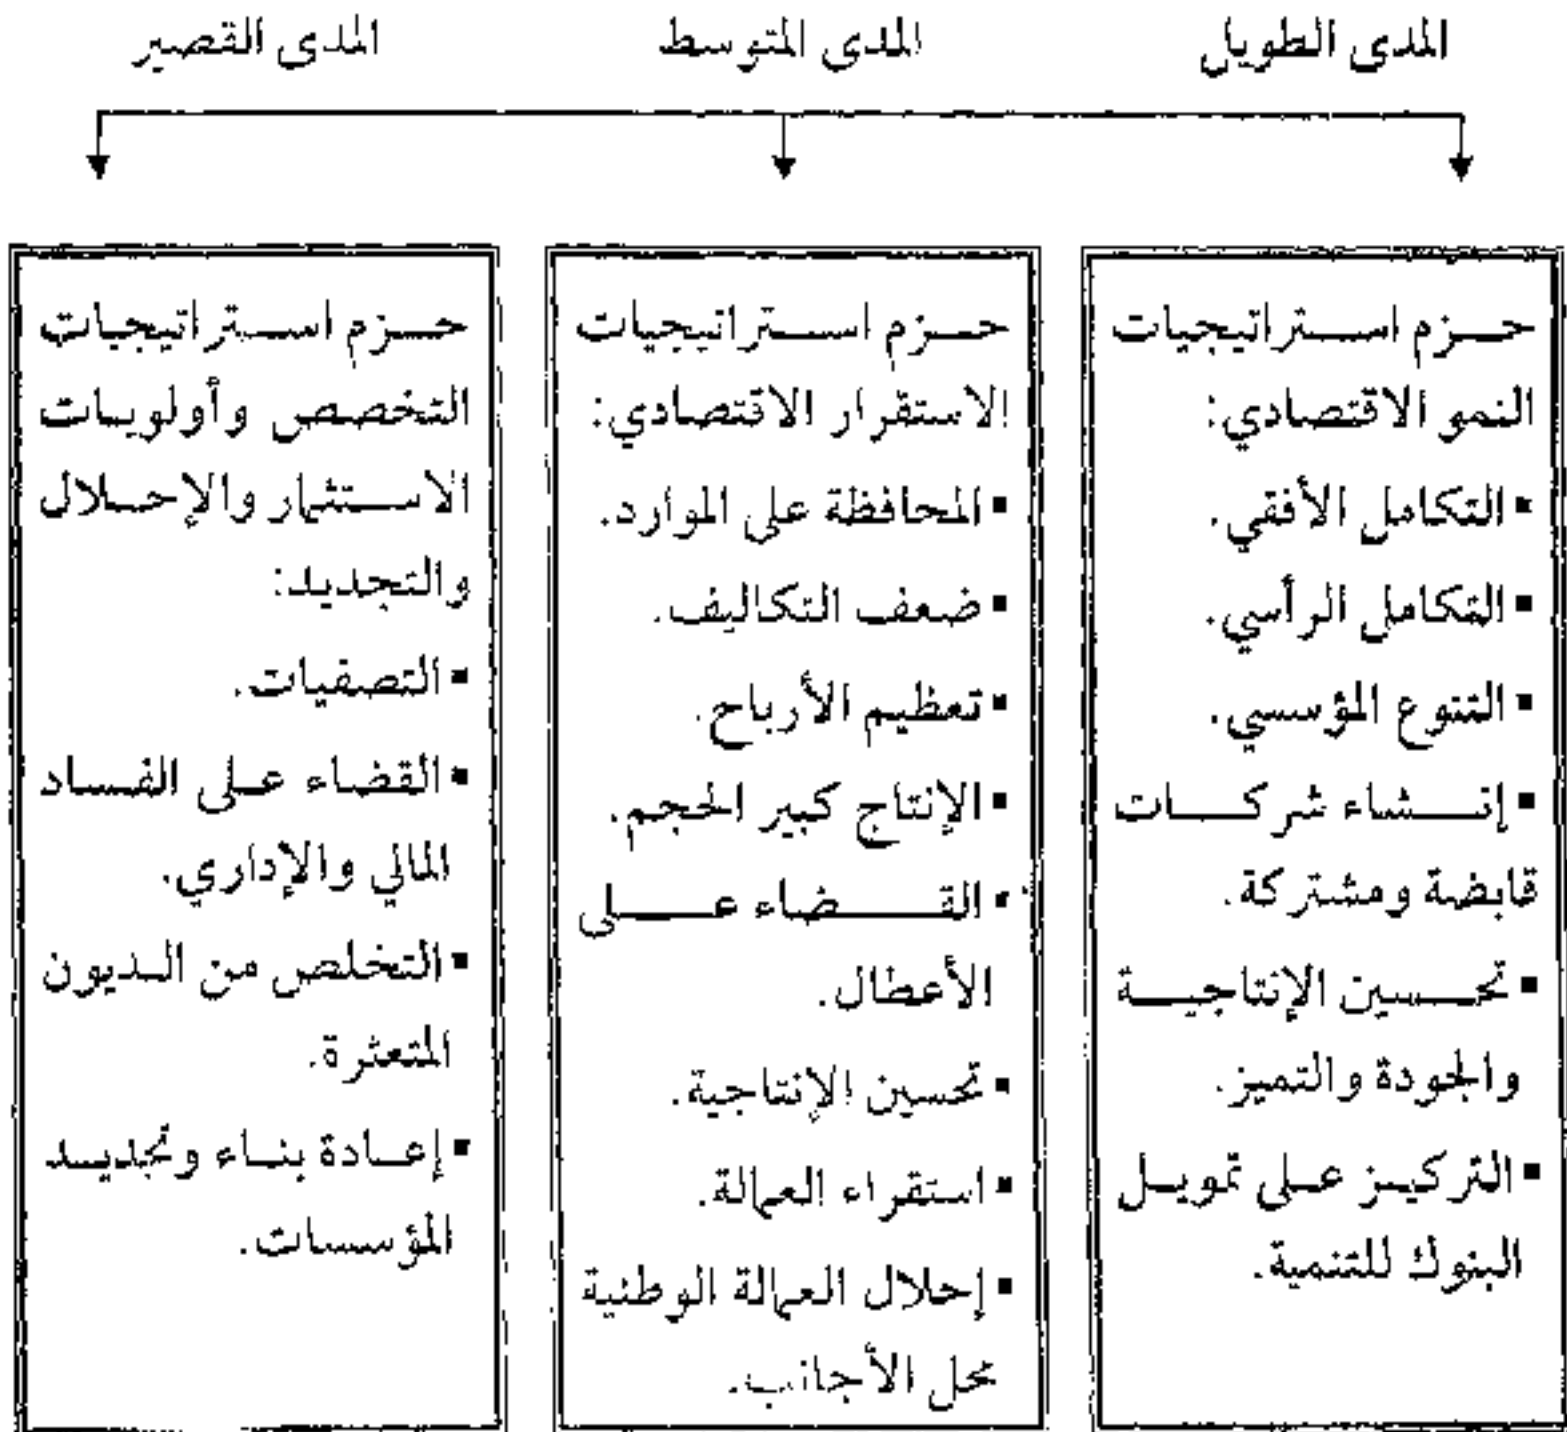 المدى الطويل
المدى المتوسط
المدى القصير
حزم استراتيجيات
النمو الاقتصادي:
▪ التكامل الأفقي.
▪ التكامل الرأسي.
▪ التنوع المؤسسي.
▪ إنشاء شركات
قابضة ومشتركة.
▪ تحسين الإنتاجية
والجودة والتميز.
▪ التركيز على تمويل
البنوك للتنمية.
حزم استراتيجيات
الاستقرار الاقتصادي:
▪ المحافظة على الموارد.
▪ ضعف التكاليف.
▪ تعظيم الأرباح.
▪ الإنتاج كبير الحجم.
▪ القضاء على
الأعطال.
▪ تحسين الإنتاجية.
▪ استقراء العمالة.
▪ إحلال العمالة الوطنية
محل الأجانب.
حزم استراتيجيات
التخصص وأولويات
الاستثمار والإحلال
والتجديد:
▪ التصفيات.
▪ القضاء على الفساد
المالي والإداري.
▪ التخلص من الديون
المتعثرة.
▪ إعادة بناء وتجديد
المؤسسات.